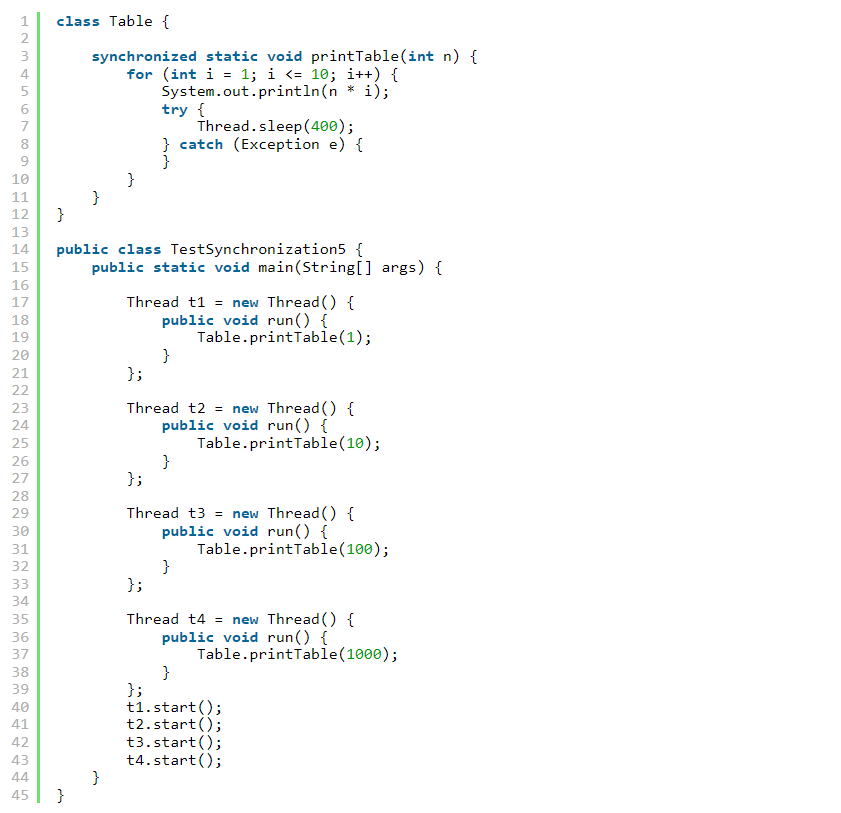 1 class Table {
2
3     synchronized static void printTable(int n) {
4         for (int i = 1; i <= 10; i++) {
5             System.out.println(n * i);
6             try {
7                 Thread.sleep(400);
8             } catch (Exception e) {
9             }
10         }
11     }
12 }
13
14 public class TestSynchronization5 {
15     public static void main(String[] args) {
16
17         Thread t1 = new Thread() {
18             public void run() {
19                 Table.printTable(1);
20             }
21         };
22
23         Thread t2 = new Thread() {
24             public void run() {
25                 Table.printTable(10);
26             }
27         };
28
29         Thread t3 = new Thread() {
30             public void run() {
31                 Table.printTable(100);
32             }
33         };
34
35         Thread t4 = new Thread() {
36             public void run() {
37                 Table.printTable(1000);
38             }
39         };
40         t1.start();
41         t2.start();
42         t3.start();
43         t4.start();
44     }
45 }